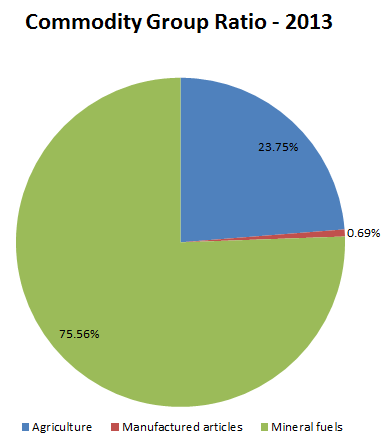 Commodity Group Ratio - 2013
23.75%
0.69%
75.56%
Agriculture Manufactured articles Mineral fuels